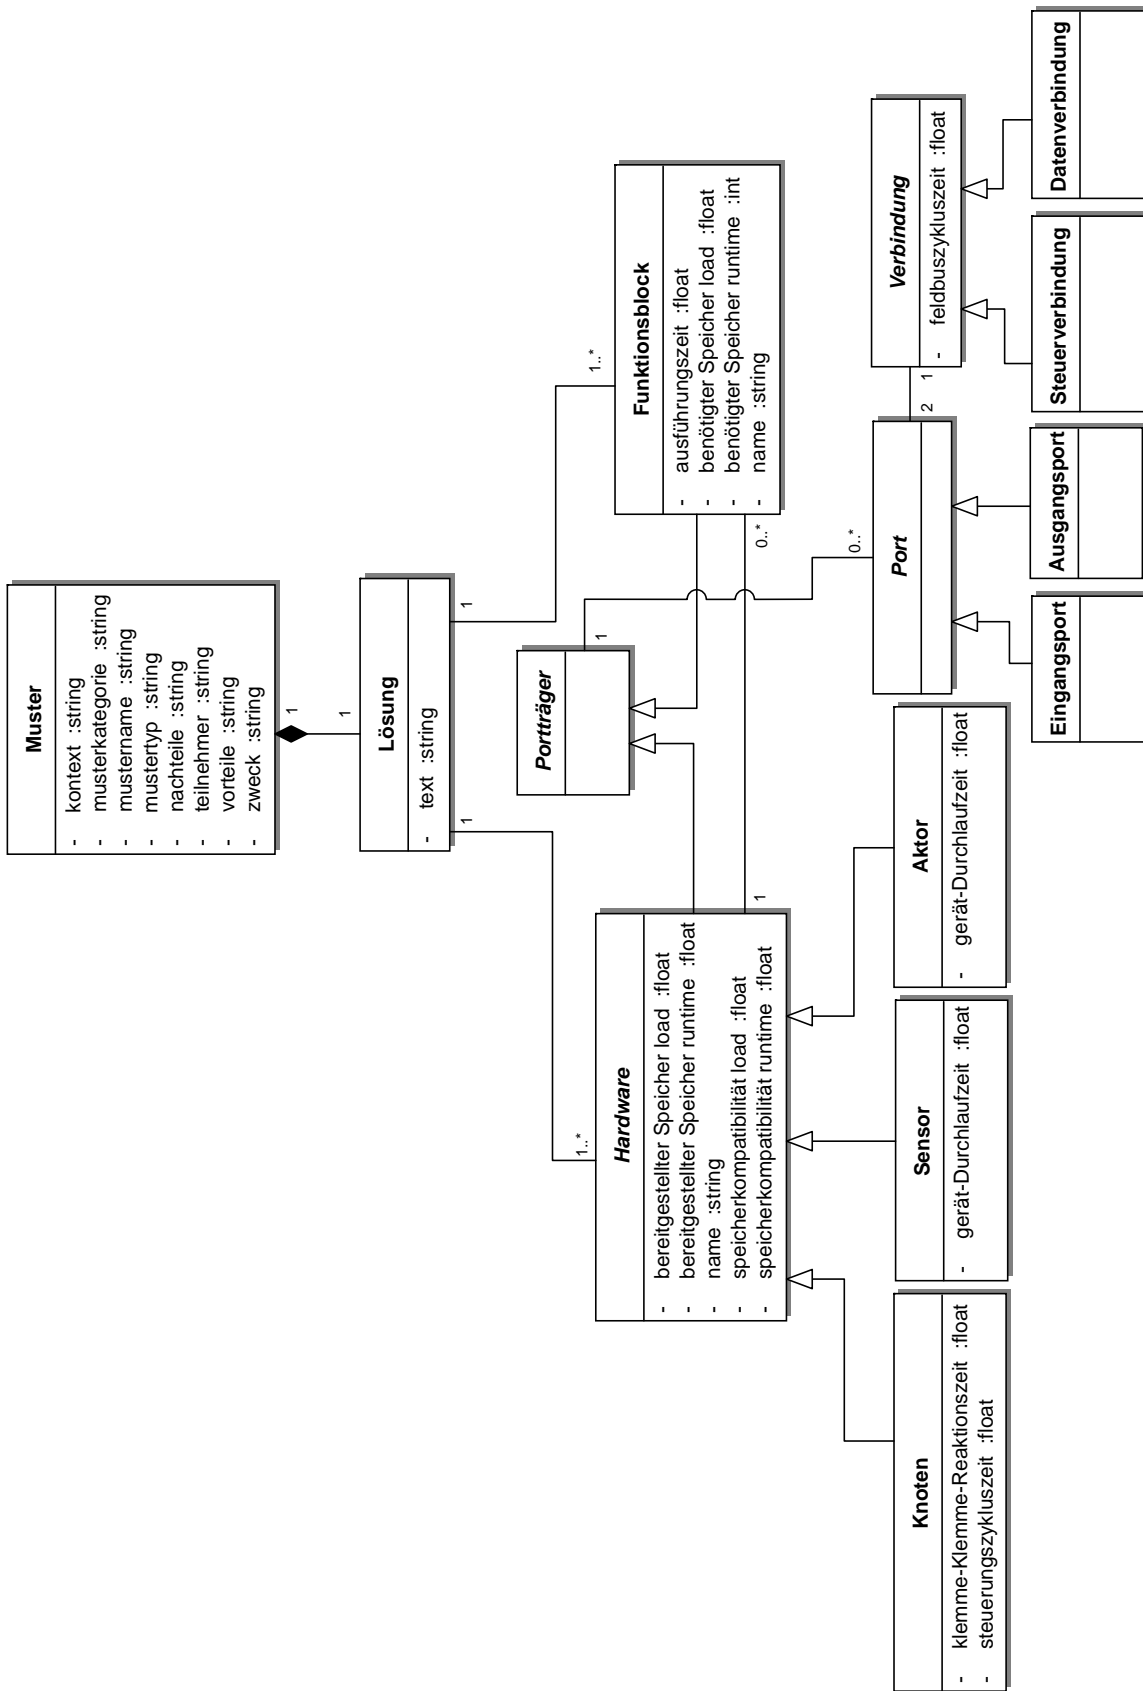 Muster
- kontext :string
- musterkategorie :string
- mustername :string
- mustertyp :string
- nachteile :string
- teilnehmer :string
- vorteile :string
- zweck :string
1
1
Lösung
- text :string
1
1
1..*
1..*
Portträger
1
Hardware
- bereitgestellter Speicher load :float
- bereitgestellter Speicher runtime :float
- name :string
- speicherkompatibilität load :float
- speicherkompatibilität runtime :float
1
Funktionsblock
- ausführungszeit :float
- benötigter Speicher load :float
- benötigter Speicher runtime :int
- name :string
0..*
0..*
Knoten
- klemme-Klemme-Reaktionszeit :float
- steuerungszykluszeit :float
Sensor
- gerät-Durchlaufzeit :float
Aktor
- gerät-Durchlaufzeit :float
Port
2
1
Verbindung
- feldbuszykluszeit :float
Eingangsport
Ausgangsport
Steuerverbindung
Datenverbindung